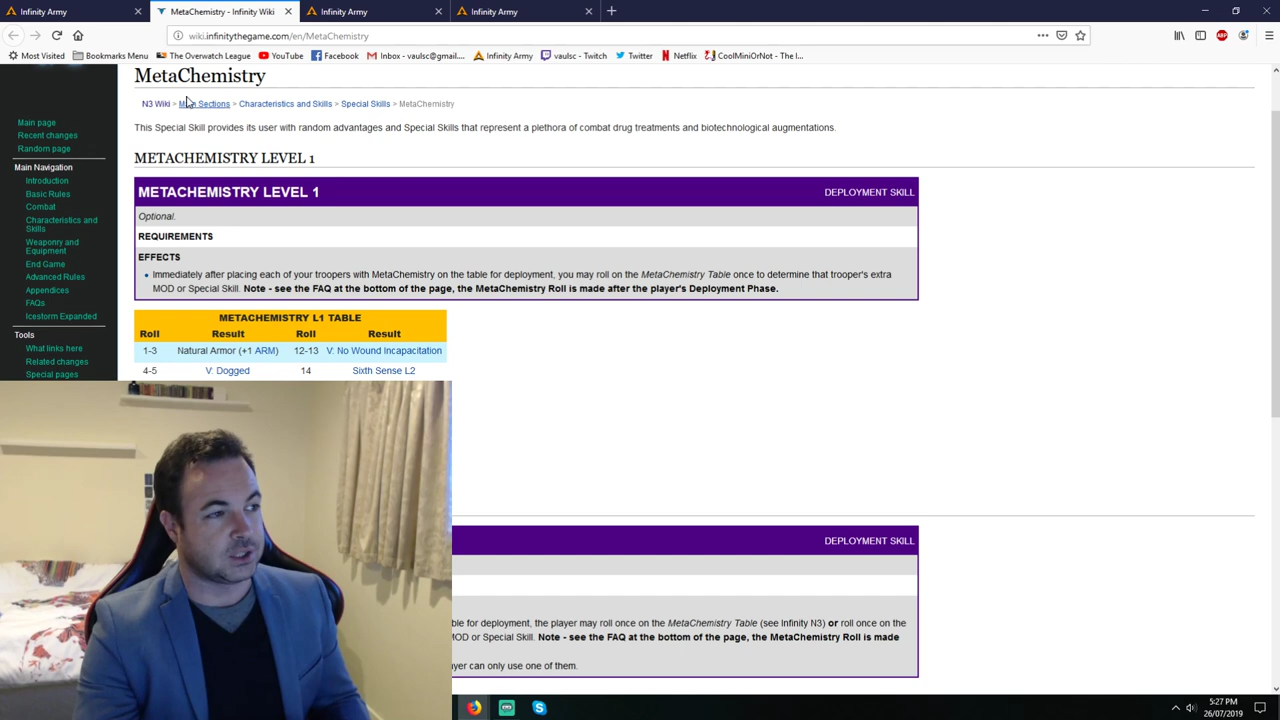 Infinity Army
MetaChemistry - Infinity Wiki
Infinity Army
Infinity Army
wiki.infinitythegame.com/en/MetaChemistry
Most Visited
Bookmarks Menu
The Overwatch League
YouTube
Facebook
Inbox - vaulsc@gmail....
Infinity Army
vaulsc - Twitch
Twitter
Netflix
CoolMiniOrNot - The I...
ABP
MetaChemistry
N3 Wiki > Main Sections > Characteristics and Skills > Special Skills > MetaChemistry
This Special Skill provides its user with random advantages and Special Skills that represent a plethora of combat drug treatments and biotechnological augmentations.
Main page
Recent changes
Random page
Main Navigation
Introduction
Basic Rules
Combat
Characteristics and
Skills
Weaponry and
Equipment
End Game
Advanced Rules
Appendices
FAQs
Icestorm Expanded
Tools
What links here
Related changes
Special pages
METACHEMISTRY LEVEL 1
METACHEMISTRY LEVEL 1 DEPLOYMENT SKILL
Optional.
REQUIREMENTS
EFFECTS
• Immediately after placing each of your troopers with MetaChemistry on the table for deployment, you may roll on the MetaChemistry Table once to determine that trooper's extra
MOD or Special Skill. Note - see the FAQ at the bottom of the page, the MetaChemistry Roll is made after the player's Deployment Phase.
METACHEMISTRY L1 TABLE
Roll Result Roll Result
1-3 Natural Armor (+1 ARM) 12-13 V: No Wound Incapacitation
4-5 V: Dogged 14 Sixth Sense L2
DEPLOYMENT SKILL
ble for deployment, the player may roll once on the MetaChemistry Table (see Infinity N3) or roll once on the
MOD or Special Skill. Note - see the FAQ at the bottom of the page, the MetaChemistry Roll is made
ayer can only use one of them.
5:27 PM
26/07/2019